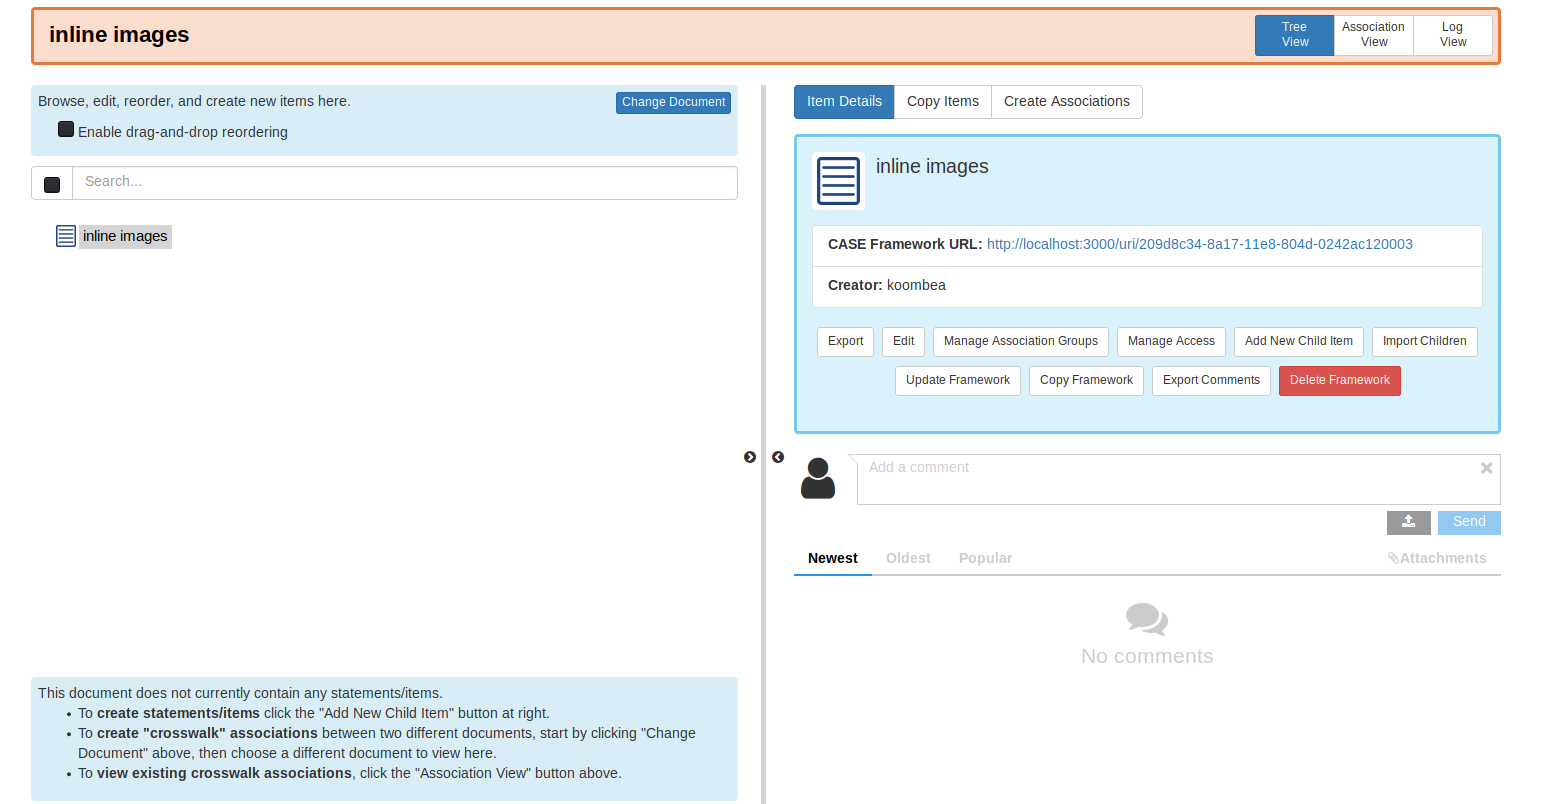 inline images
Tree View
Association View
Log View
Browse, edit, reorder, and create new items here.
Change Document
Enable drag-and-drop reordering
Search...
inline images
This document does not currently contain any statements/items.
• To create statements/items click the "Add New Child Item" button at right.
• To create "crosswalk" associations between two different documents, start by clicking "Change
Document" above, then choose a different document to view here.
• To view existing crosswalk associations, click the "Association View" button above.
Item Details
Copy Items
Create Associations
inline images
CASE Framework URL: http://localhost:3000/uri/209d8c34-8a17-11e8-804d-0242ac120003
Creator: koombea
Export
Edit
Manage Association Groups
Manage Access
Add New Child Item
Import Children
Update Framework
Copy Framework
Export Comments
Delete Framework
Add a comment
Send
Newest
Oldest
Popular
Attachments
No comments